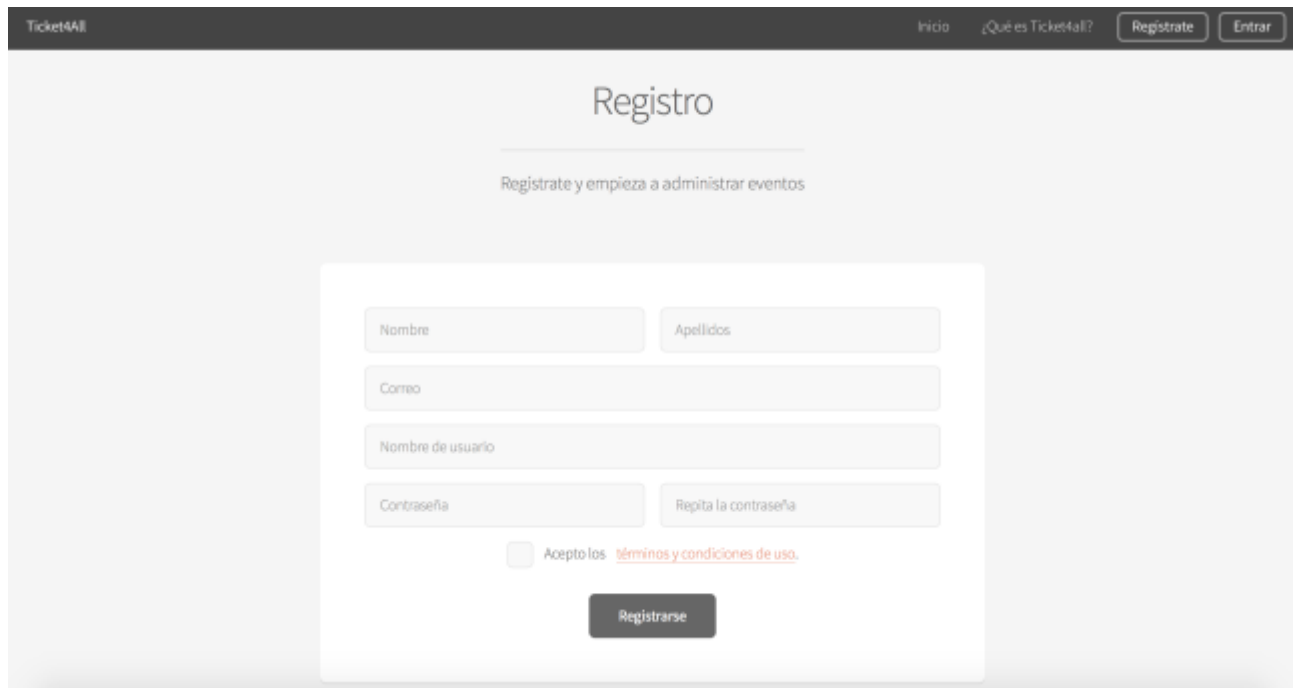 Ticket4All Inicio ¿Qué es Ticket4all? Registrate Entrar
Registro
Registrate y empieza a administrar eventos
Nombre Apellidos
Correo
Nombre de usuario
Contraseña Repita la contraseña
Acepto los términos y condiciones de uso.
Registrarse